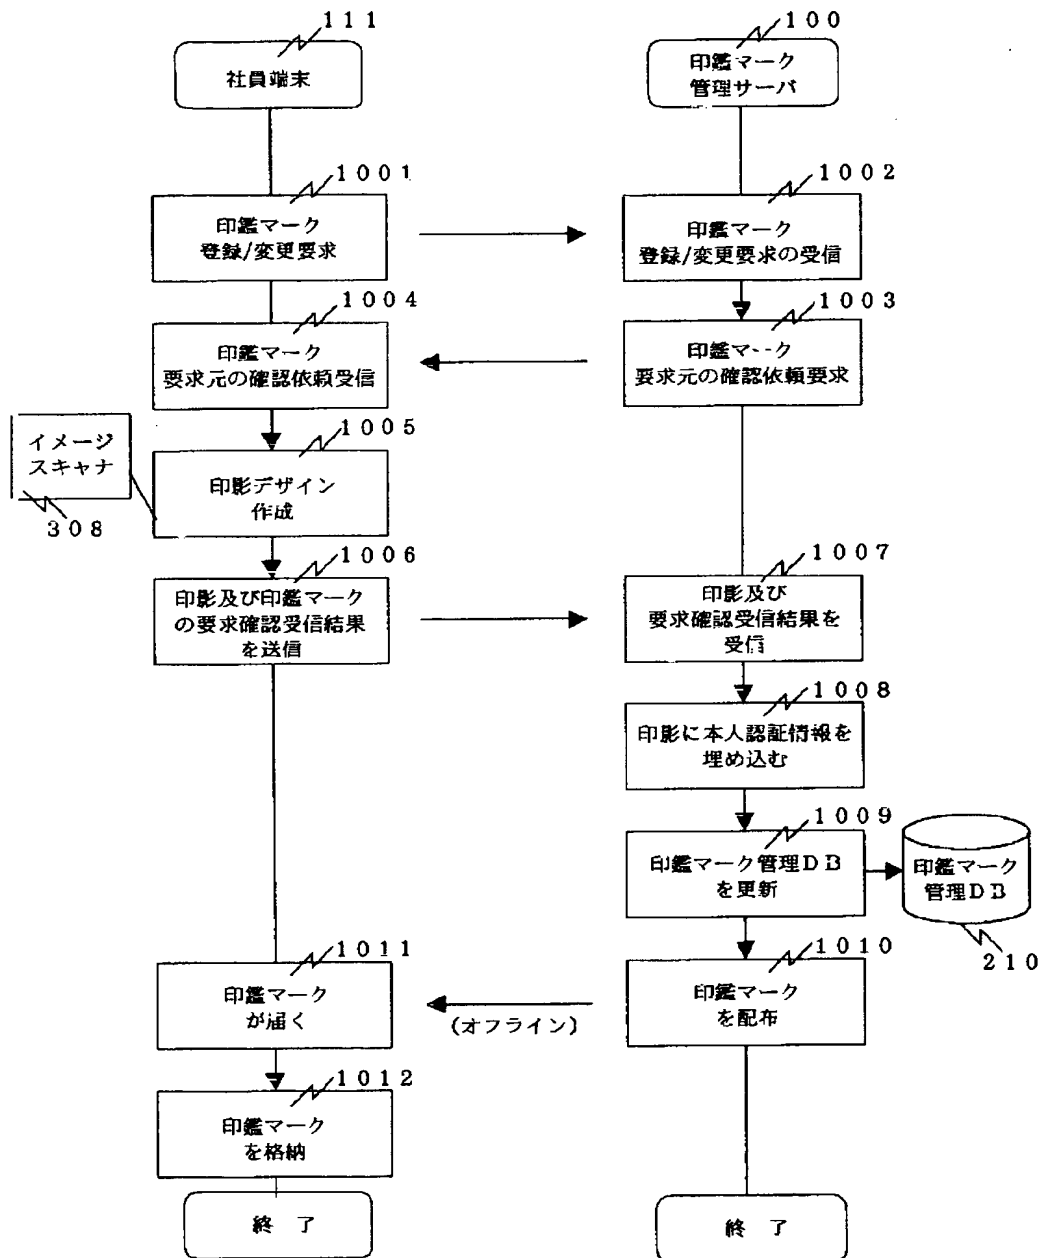 111
社員端末
100
印鑑マーク
管理サーバ
1001
印鑑マーク
登録/変更要求
1002
印鑑マーク
登録/変更要求の受信
1004
印鑑マーク
要求元の確認依頼受信
1003
印鑑マーク
要求元の確認依頼要求
イメージ
スキャナ
308
1005
印影デザイン
作成
1006
印影及び印鑑マーク
の要求確認受信結果
を送信
1007
印影及び
要求確認受信結果を
受信
1008
印影に本人認証情報を
埋め込む
1009
印鑑マーク管理DB
を更新
印鑑マーク
管理DB
210
1011
印鑑マーク
が届く
(オフライン)
1010
印鑑マーク
を配布
1012
印鑑マーク
を格納
終 了
終 了